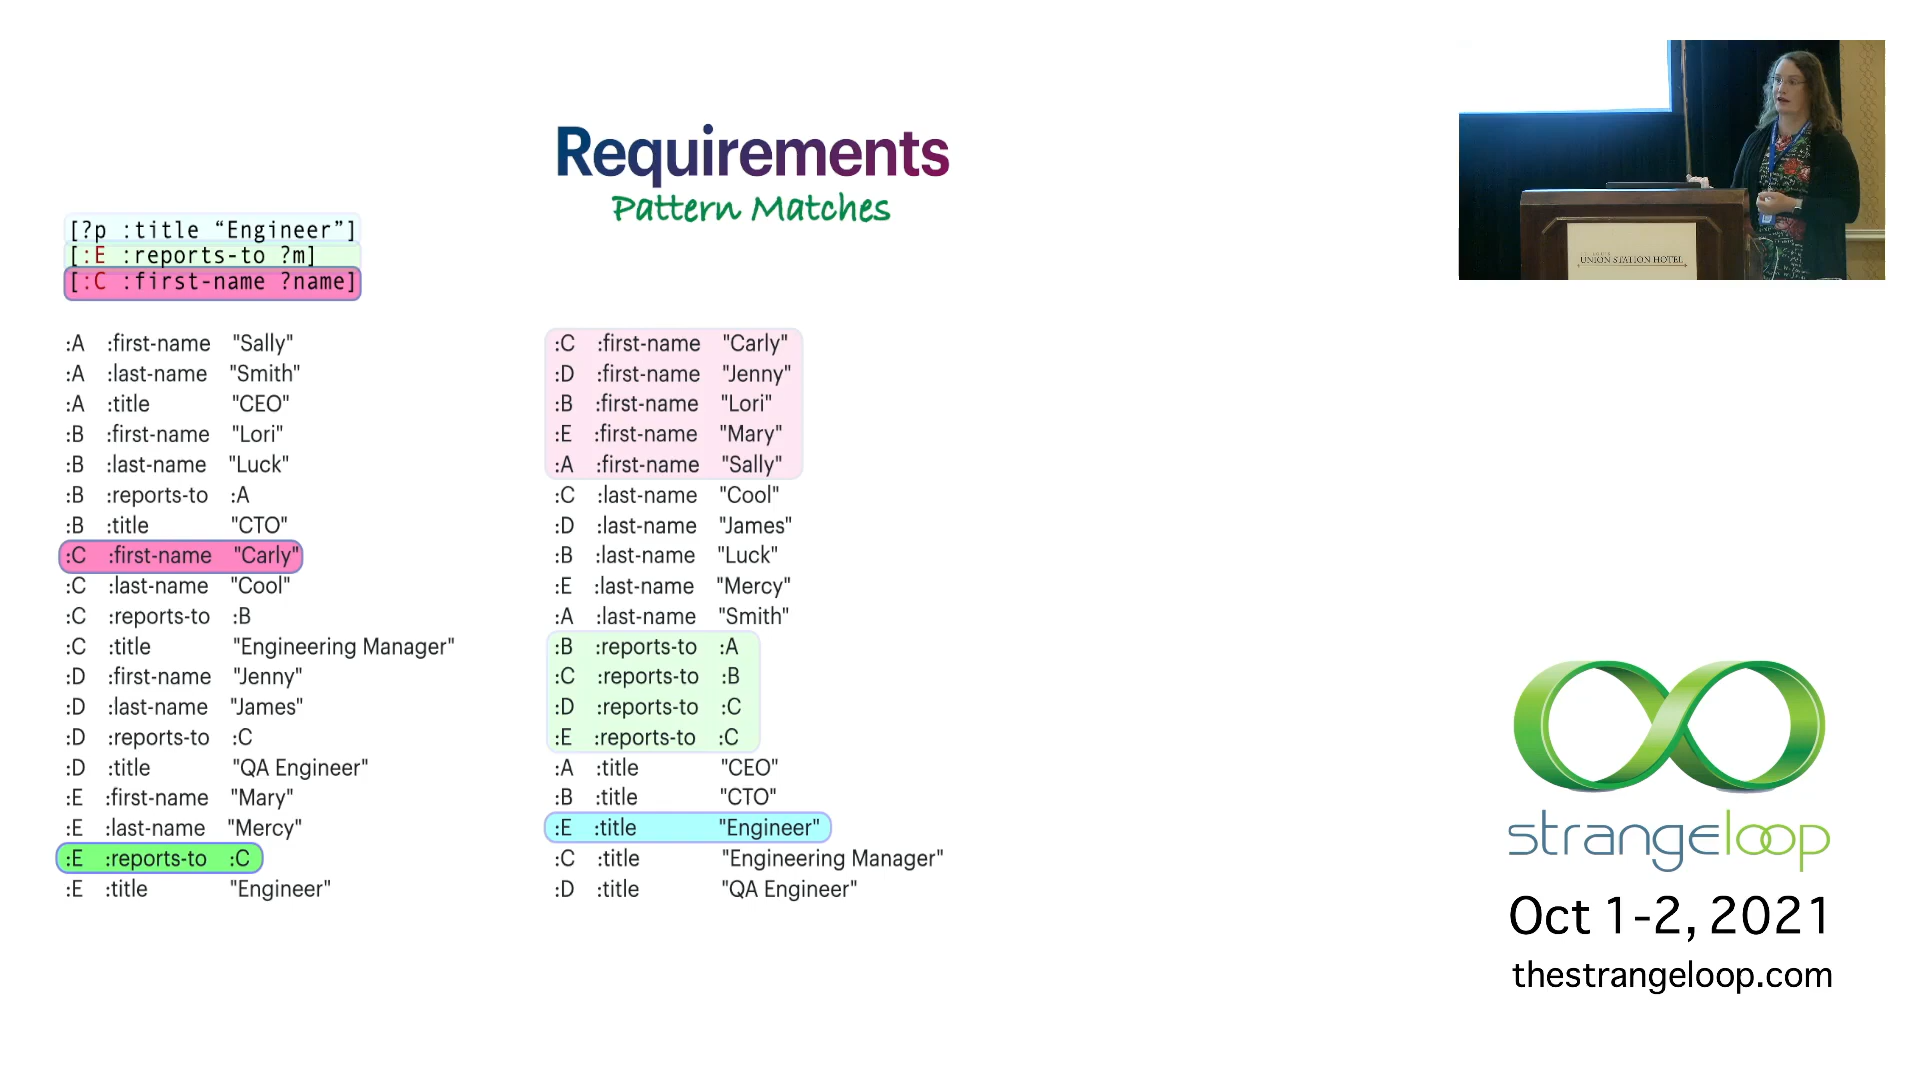 Requirements
Pattern Matches
[?p :title “Engineer”]
[:E :reports-to ?m]
[:C :first-name ?name]
:A :first-name "Sally"
:A :last-name "Smith"
:A :title "CEO"
:B :first-name "Lori"
:B :last-name "Luck"
:B :reports-to :A
:B :title "CTO"
:C :first-name "Carly"
:C :last-name "Cool"
:C :reports-to :B
:C :title "Engineering Manager"
:D :first-name "Jenny"
:D :last-name "James"
:D :reports-to :C
:D :title "QA Engineer"
:E :first-name "Mary"
:E :last-name "Mercy"
:E :reports-to :C
:E :title "Engineer"
:C :first-name "Carly"
:D :first-name "Jenny"
:B :first-name "Lori"
:E :first-name "Mary"
:A :first-name "Sally"
:C :last-name "Cool"
:D :last-name "James"
:B :last-name "Luck"
:E :last-name "Mercy"
:A :last-name "Smith"
:B :reports-to :A
:C :reports-to :B
:D :reports-to :C
:E :reports-to :C
:A :title "CEO"
:B :title "CTO"
:E :title "Engineer"
:C :title "Engineering Manager"
:D :title "QA Engineer"
UNION STATION HOTEL
strangeloop
Oct 1-2, 2021
thestrangeloop.com